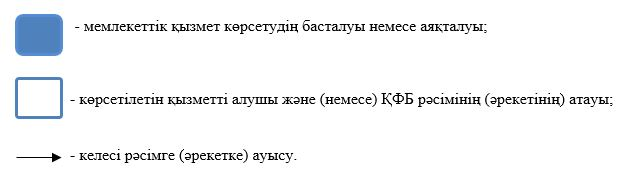 - мемлекеттік қызмет көрсетудің басталуы немесе аяқталуы;
- көрсетілетін қызметті алушы және (немесе) ҚФБ рәсімінің (әрекетінің) атауы;
- келесі рәсімге (әрекетке) ауысу.